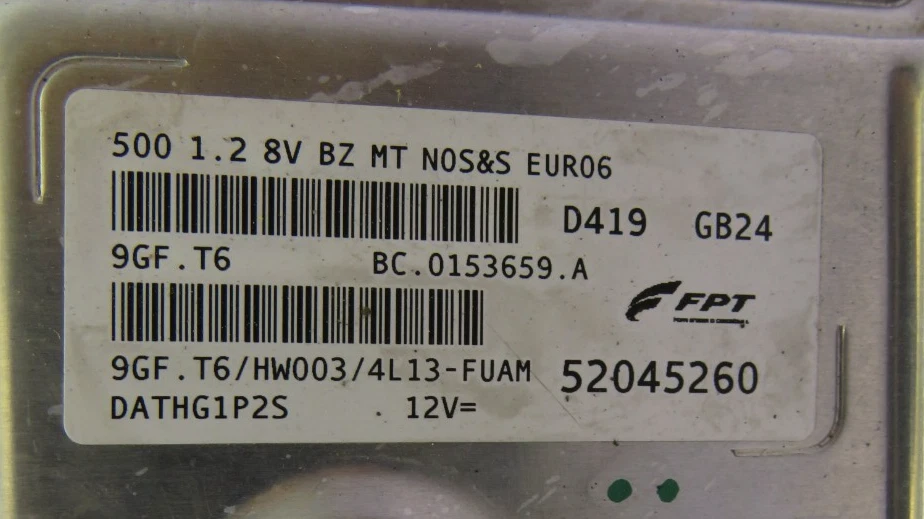 500 1.2 8V BZ MT NOS&S EURO6
D419 GB24
9GF.T6 BC.0153659.A
FPT
9GF.T6/HW003/4L13-FUAM 52045260
DATHG1P2S 12V=